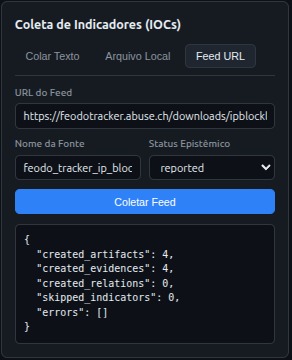 Coleta de Indicadores (IOCs)
Colar Texto Arquivo Local Feed URL
URL do Feed
https://feodotracker.abuse.ch/downloads/ipblockl
Nome da Fonte Status Epistêmico
feodo_tracker_ip_bloc reported
Coletar Feed
{
"created_artifacts": 4,
"created_evidences": 4,
"created_relations": 0,
"skipped_indicators": 0,
"errors": []
}